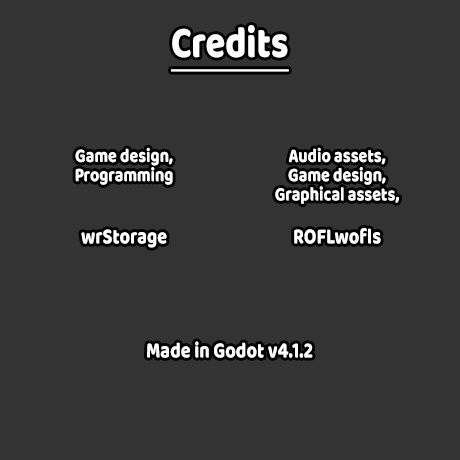 Credits
Game design,
Programming
wrStorage
Audio assets,
Game design,
Graphical assets,
ROFLwofls
Made in Godot v4.1.2